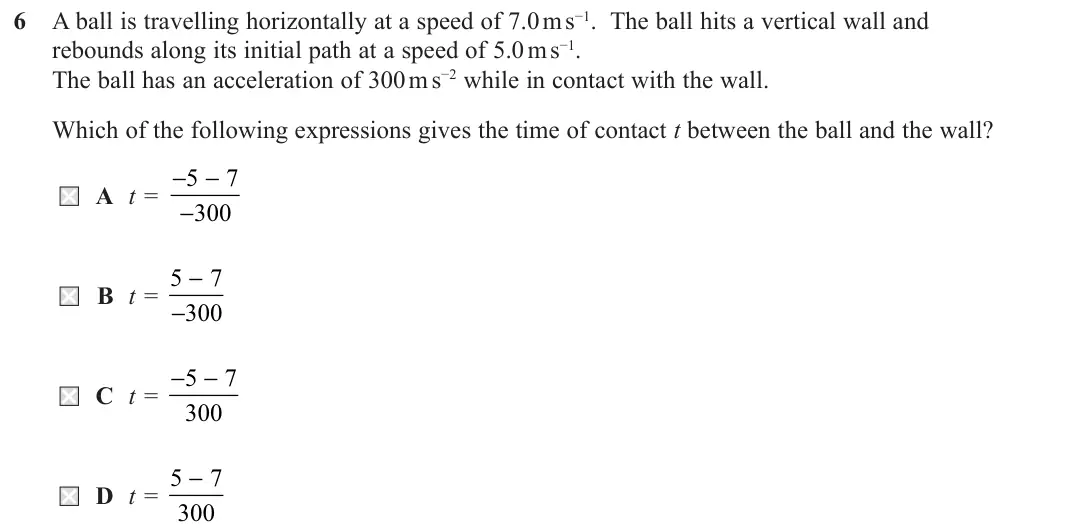 6 A ball is travelling horizontally at a speed of 7.0 m s⁻¹. The ball hits a vertical wall and
rebounds along its initial path at a speed of 5.0 m s⁻¹.
The ball has an acceleration of 300 m s⁻² while in contact with the wall.
Which of the following expressions gives the time of contact t between the ball and the wall?
A t = (–5 – 7)/(–300)
B t = (5 – 7)/(–300)
C t = (–5 – 7)/300
D t = (5 – 7)/300